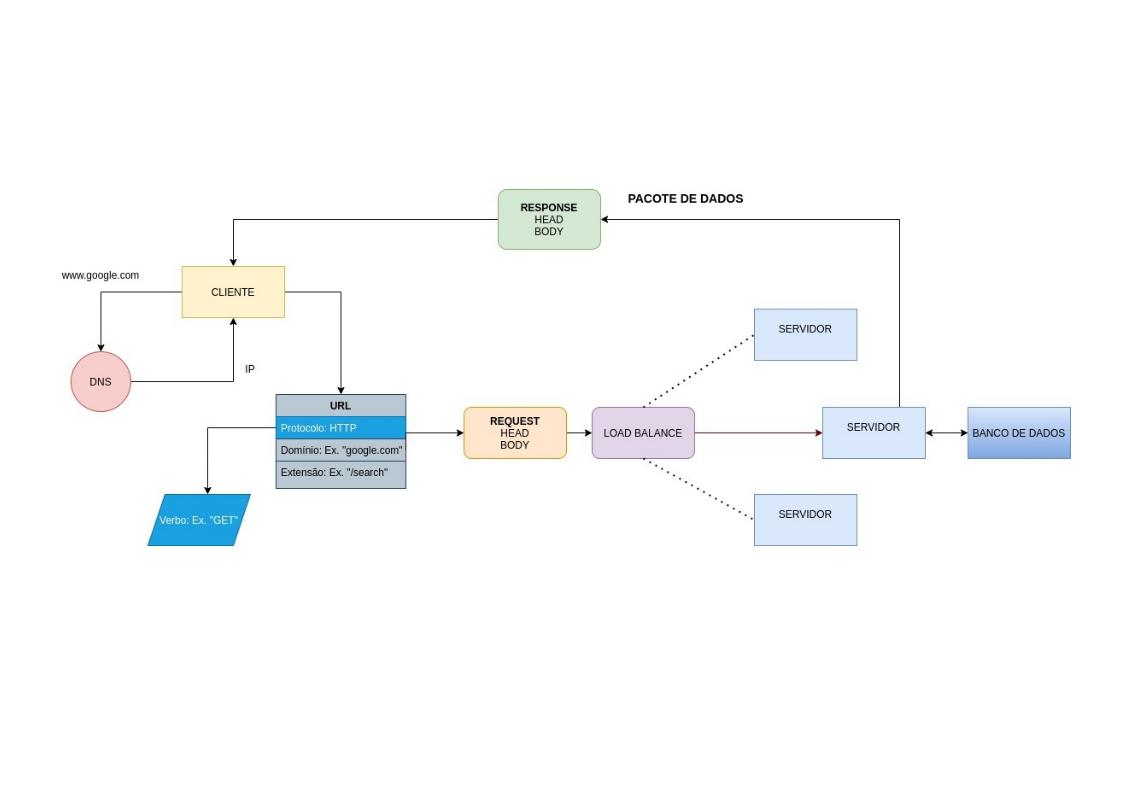 PACOTE DE DADOS
RESPONSE
HEAD
BODY
www.google.com
CLIENTE
DNS
IP
URL
Protocolo: HTTP
Domínio: Ex. "google.com"
Extensão: Ex. "/search"
Verbo: Ex. "GET"
REQUEST
HEAD
BODY
LOAD BALANCE
SERVIDOR
SERVIDOR
SERVIDOR
BANCO DE DADOS